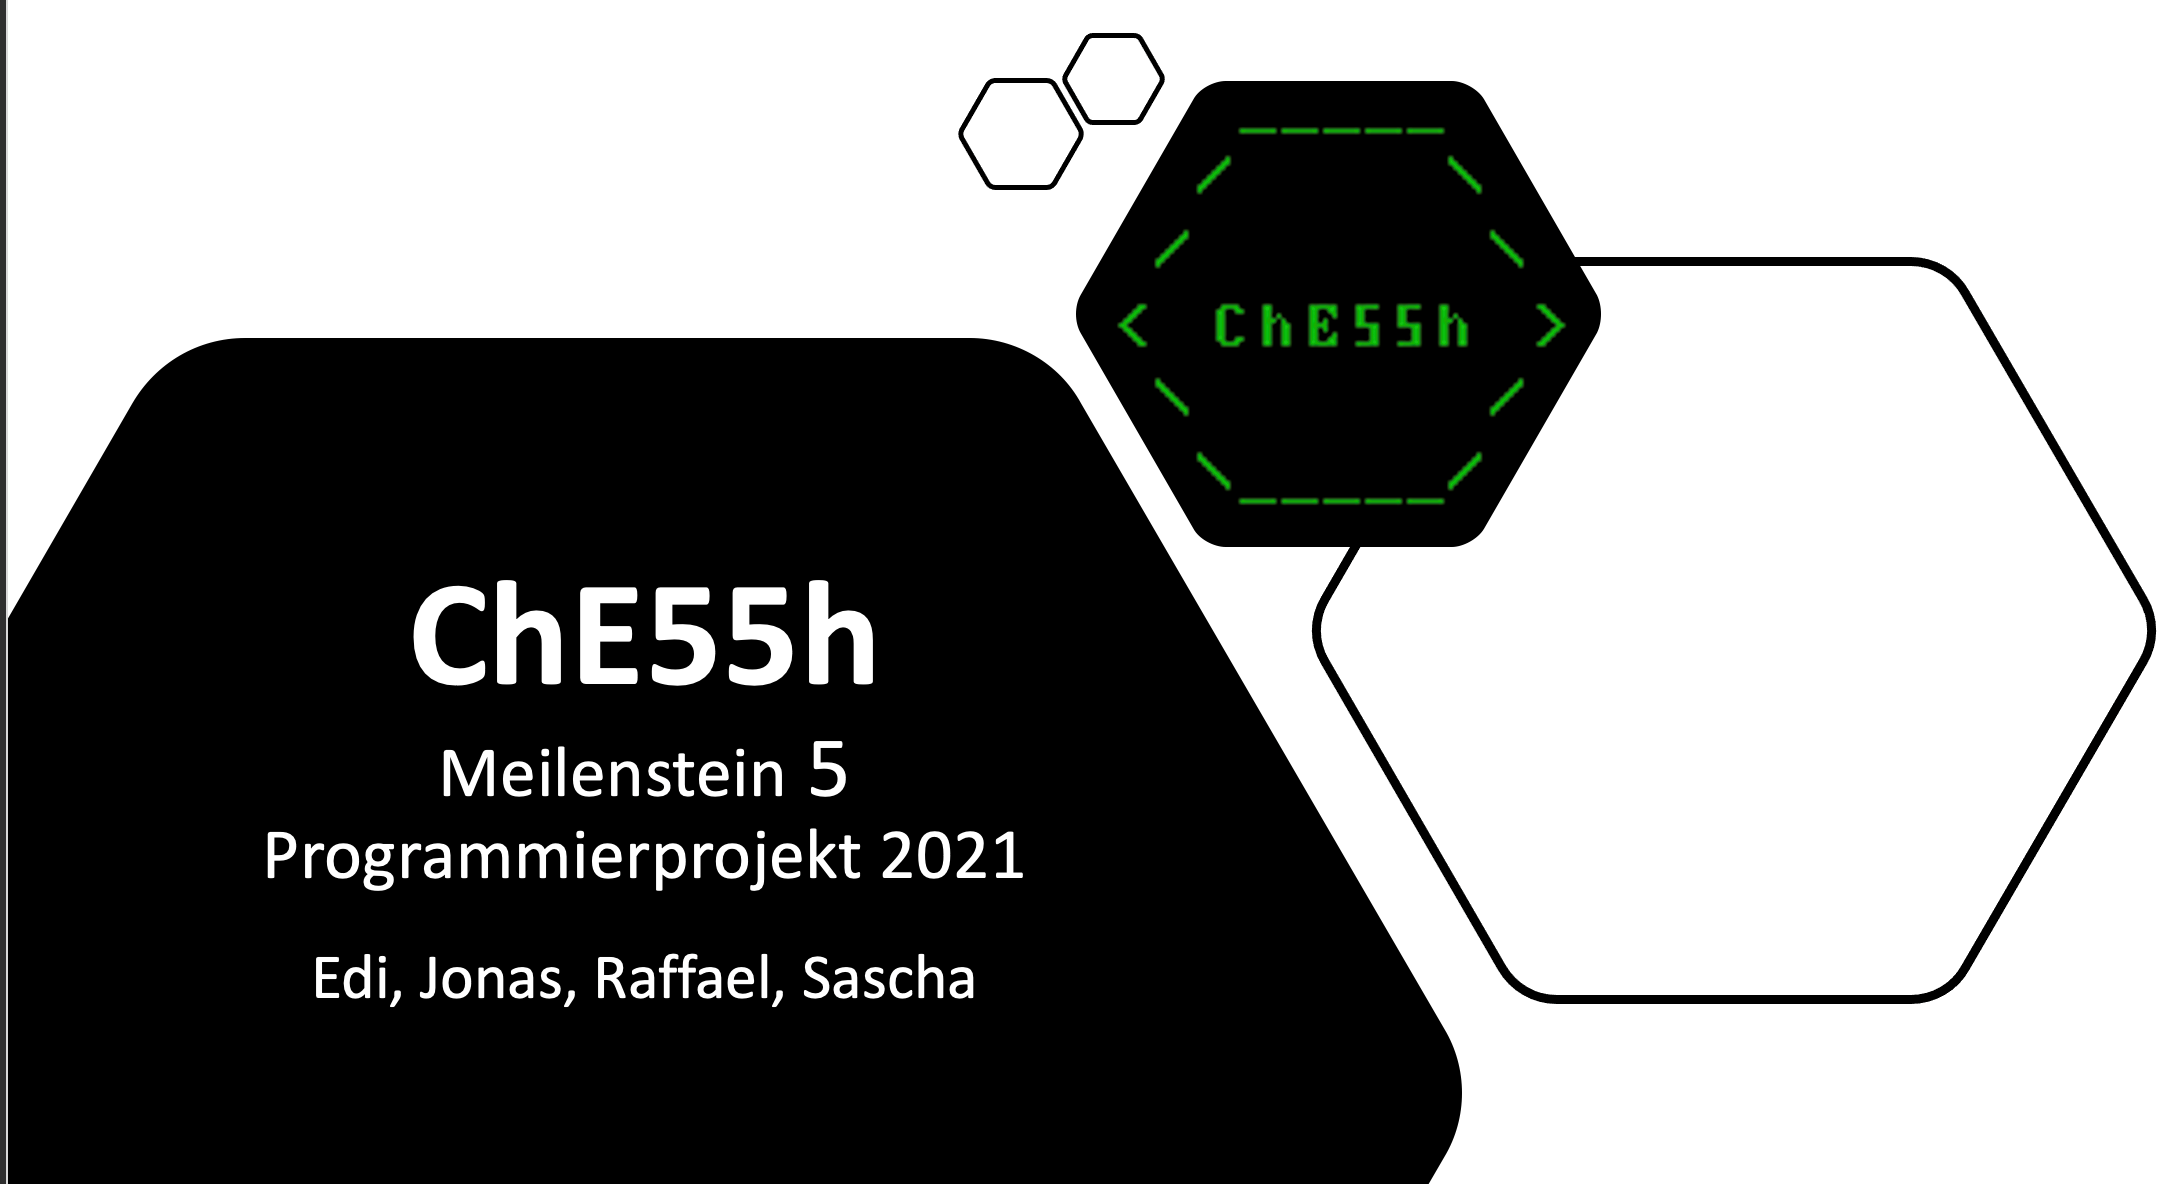 < ChE55h >
ChE55h
Meilenstein 5
Programmierprojekt 2021
Edi, Jonas, Raffael, Sascha